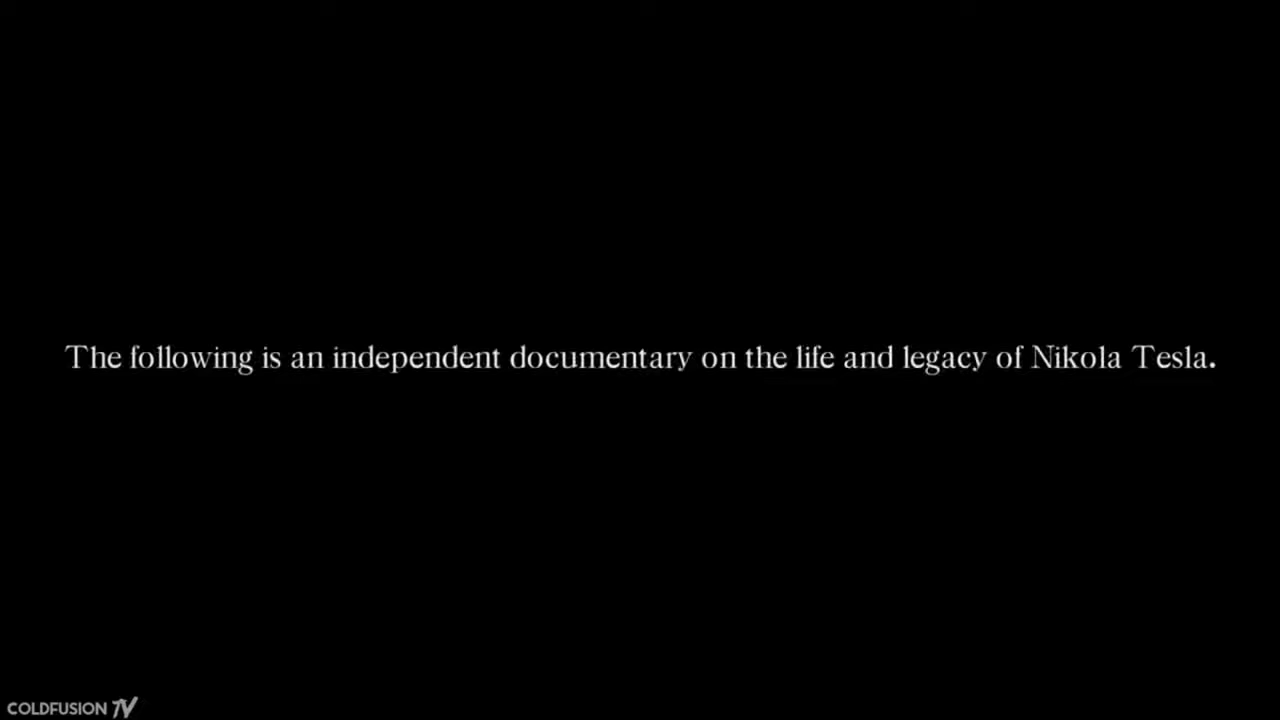 The following is an independent documentary on the life and legacy of Nikola Tesla.
COLDFUSION TV